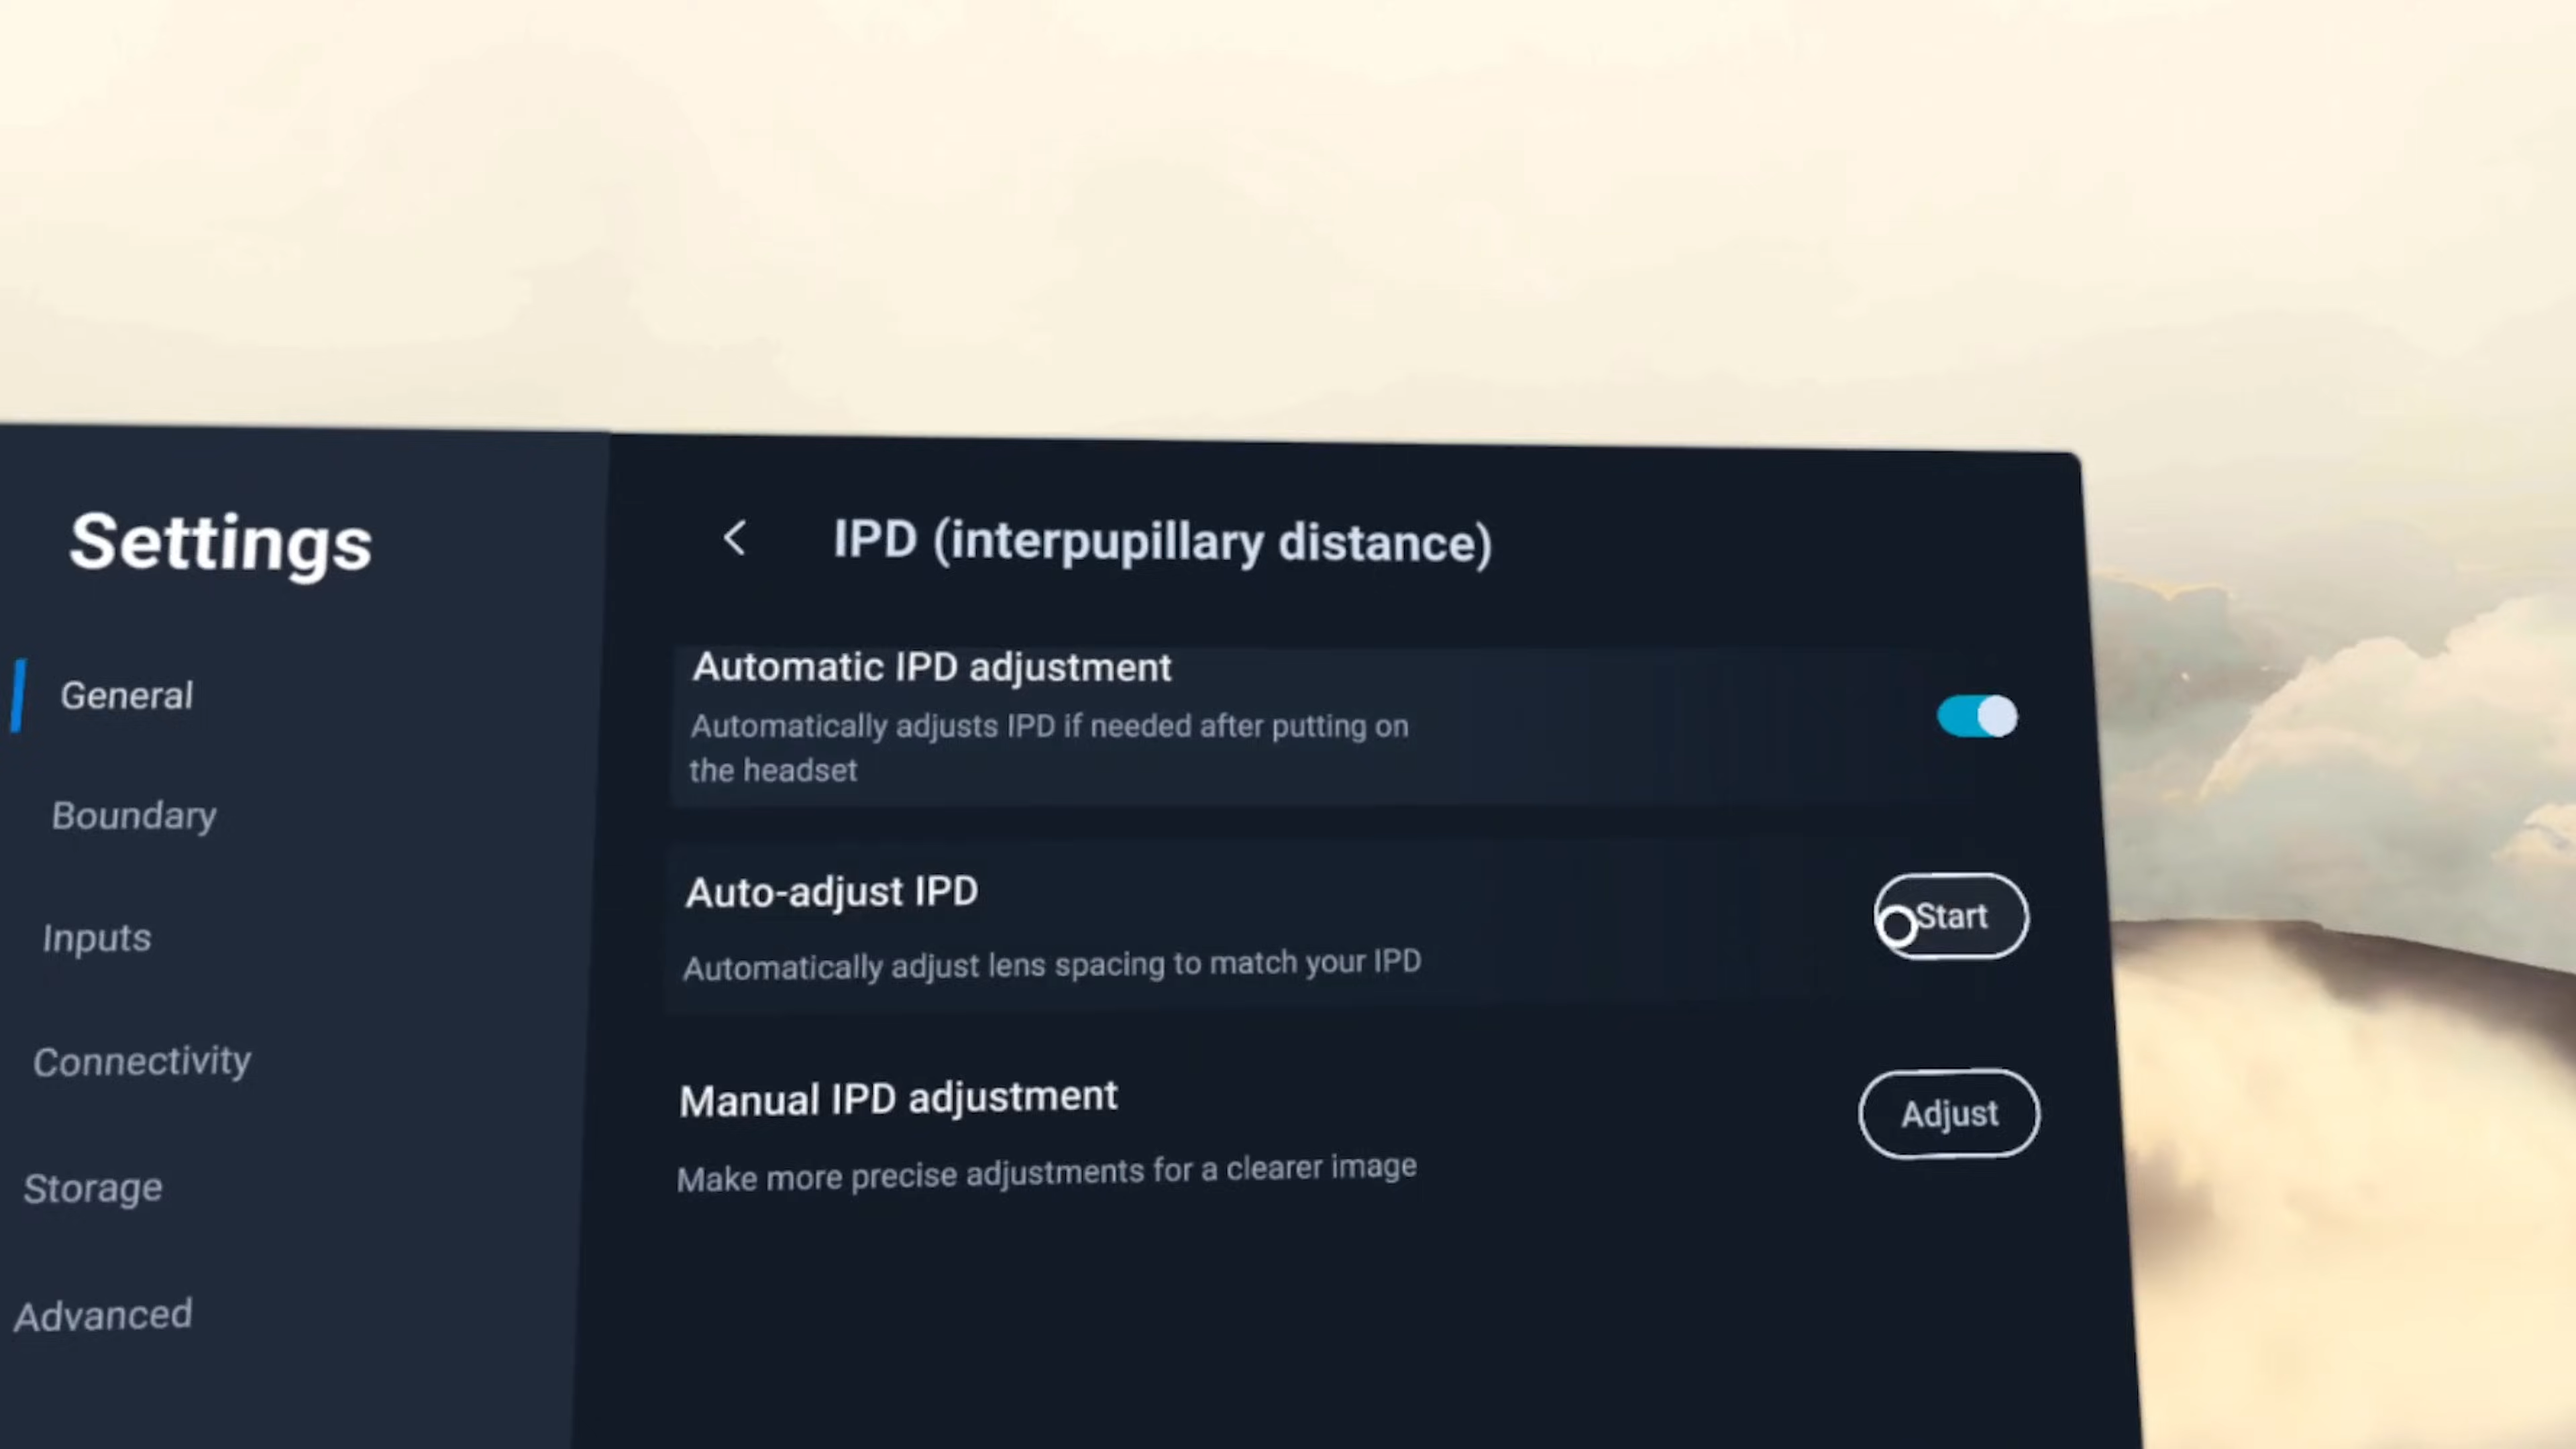 Settings
General
Boundary
Inputs
Connectivity
Storage
Advanced
IPD (interpupillary distance)
Automatic IPD adjustment
Automatically adjusts IPD if needed after putting on
the headset
Auto-adjust IPD
Automatically adjust lens spacing to match your IPD
Start
Manual IPD adjustment
Make more precise adjustments for a clearer image
Adjust